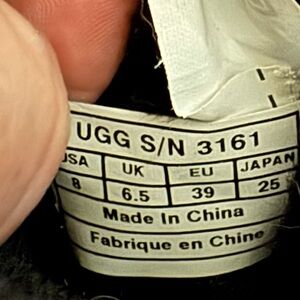 UGG S/N 3161
USA UK EU JAPAN
8 6.5 39 25
Made In China
Fabrique en Chine